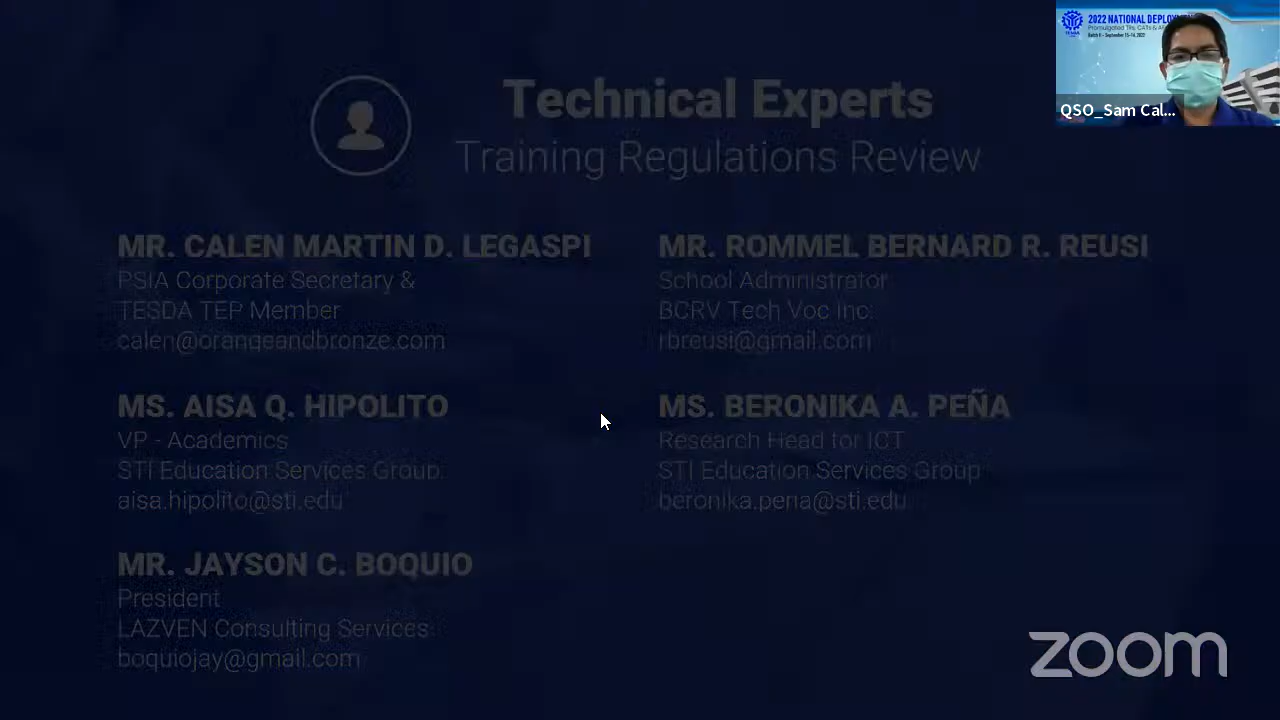 Technical Experts
Training Regulations Review
MR. CALEN MARTIN D. LEGASPI
PSIA Corporate Secretary &
TESDA TEP Member
calen@orangeandbronze.com
MR. ROMMEL BERNARD R. REUSI
School Administrator
BCRV Tech Voc Inc.
rbreusi@gmail.com
MS. AISA Q. HIPOLITO
VP - Academics
STI Education Services Group
aisa.hipolito@sti.edu
MS. BERONIKA A. PEÑA
Research Head for ICT
STI Education Services Group
beronika.pena@sti.edu
MR. JAYSON C. BOQUIO
President
LAZVEN Consulting Services
boquiojay@gmail.com
2022 NATIONAL
Promulgated TRs, CATs &
QSO_Sam Cal...
zoom